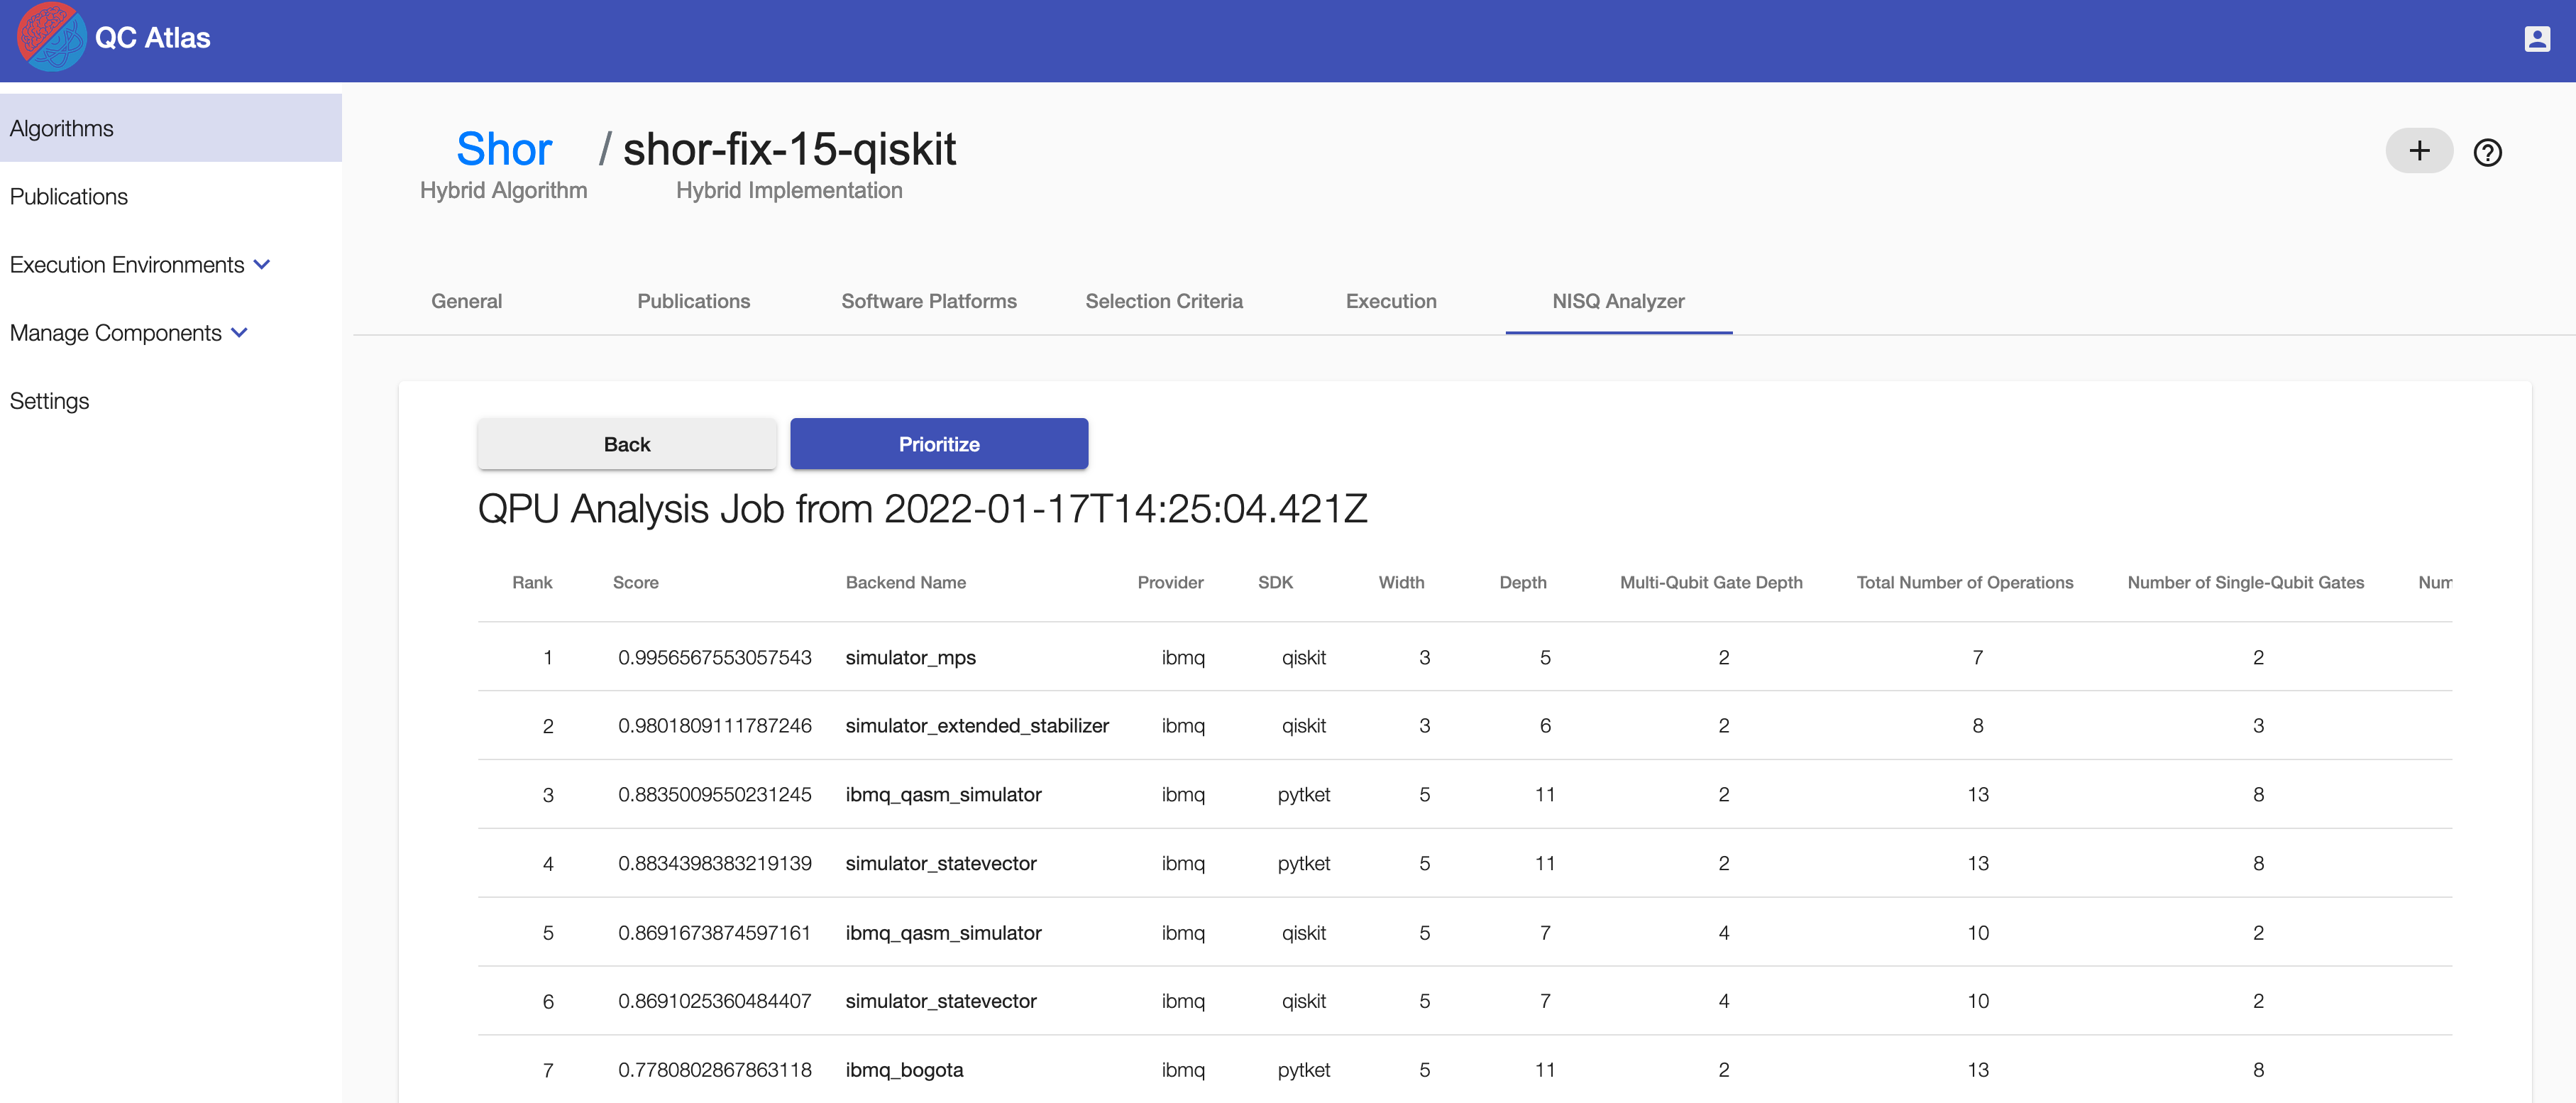 QC Atlas
Algorithms
Publications
Execution Environments
Manage Components
Settings
Shor / shor-fix-15-qiskit
Hybrid Algorithm Hybrid Implementation
+ ?
General Publications Software Platforms Selection Criteria Execution NISQ Analyzer
Back Prioritize
QPU Analysis Job from 2022-01-17T14:25:04.421Z
Rank Score Backend Name Provider SDK Width Depth Multi-Qubit Gate Depth Total Number of Operations Number of Single-Qubit Gates Num
1 0.9956567553057543 simulator_mps ibmq qiskit 3 5 2 7 2
2 0.9801809111787246 simulator_extended_stabilizer ibmq qiskit 3 6 2 8 3
3 0.8835009550231245 ibmq_qasm_simulator ibmq pytket 5 11 2 13 8
4 0.8834398383219139 simulator_statevector ibmq pytket 5 11 2 13 8
5 0.8691673874597161 ibmq_qasm_simulator ibmq qiskit 5 7 4 10 2
6 0.8691025360484407 simulator_statevector ibmq qiskit 5 7 4 10 2
7 0.7780802867863118 ibmq_bogota ibmq pytket 5 11 2 13 8